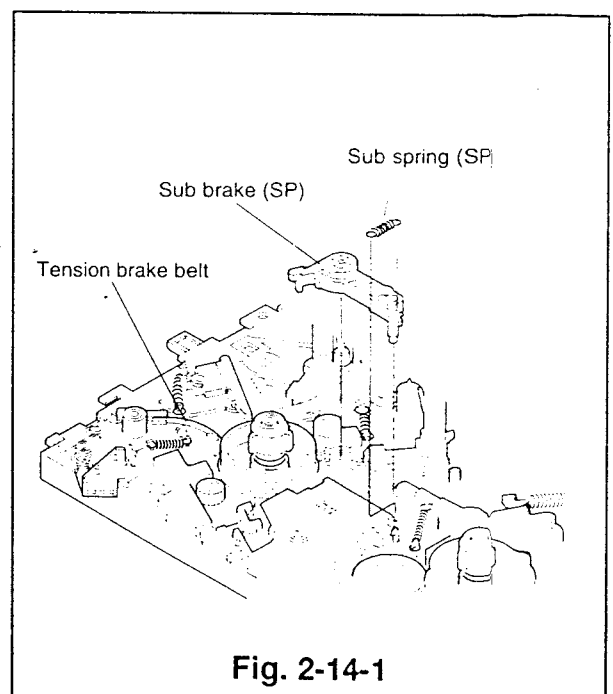 Sub spring (SP
Sub brake (SP)
Tension brake belt
Fig. 2-14-1